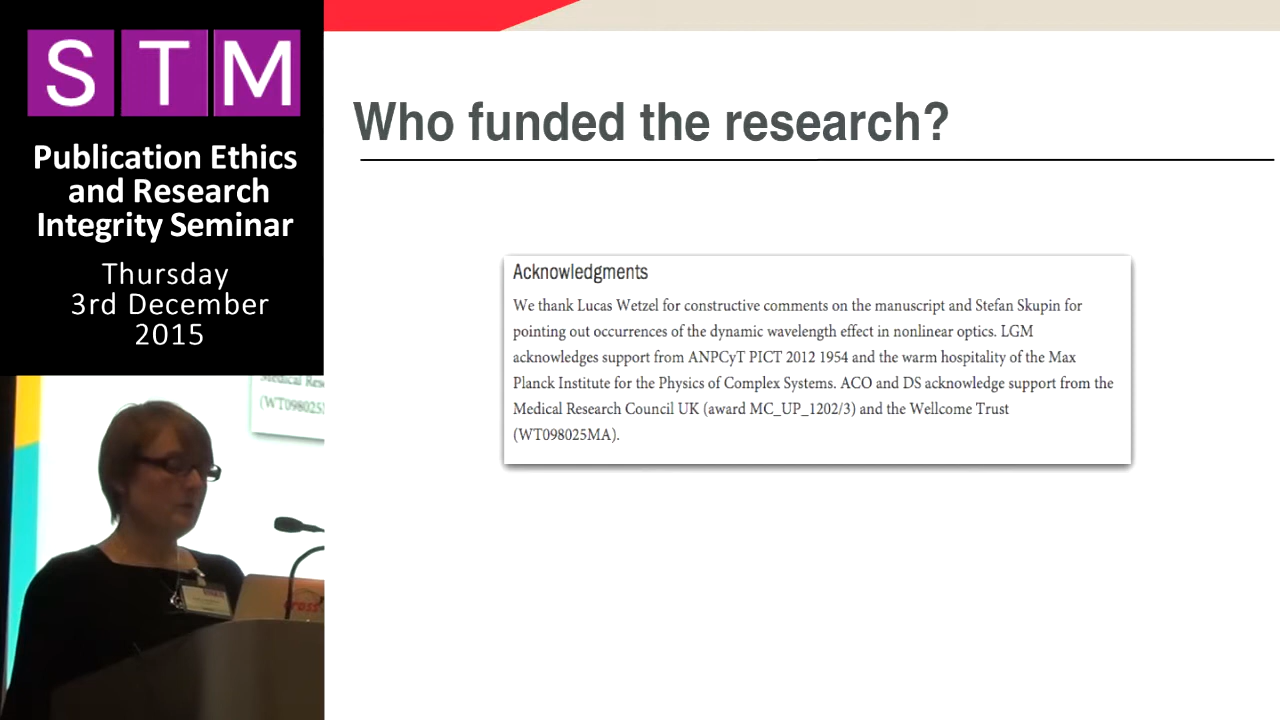 STM
Publication Ethics
and Research
Integrity Seminar
Thursday
3rd December
2015
Who funded the research?
Acknowledgments
We thank Lucas Wetzel for constructive comments on the manuscript and Stefan Skupin for
pointing out occurrences of the dynamic wavelength effect in nonlinear optics. LGM
acknowledges support from ANPCyT PICT 2012 1954 and the warm hospitality of the Max
Planck Institute for the Physics of Complex Systems. ACO and DS acknowledge support from the
Medical Research Council UK (award MC_UP_1202/3) and the Wellcome Trust
(WT098025MA).
Medical Res
(WT098025